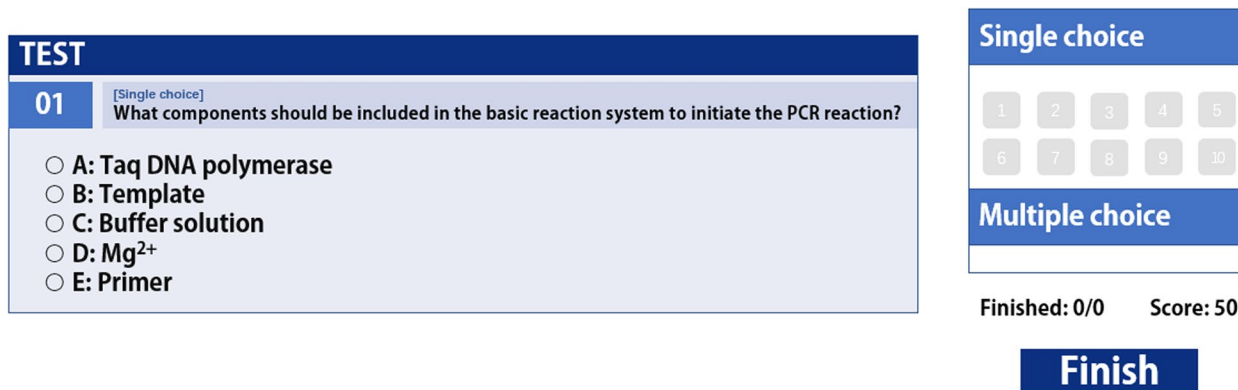 TEST
01
[Single choice]
What components should be included in the basic reaction system to initiate the PCR reaction?
A: Taq DNA polymerase
B: Template
C: Buffer solution
D: Mg²⁺
E: Primer
Single choice
1 2 3 4 5
6 7 8 9 10
Multiple choice
Finished: 0/0 Score: 50
Finish